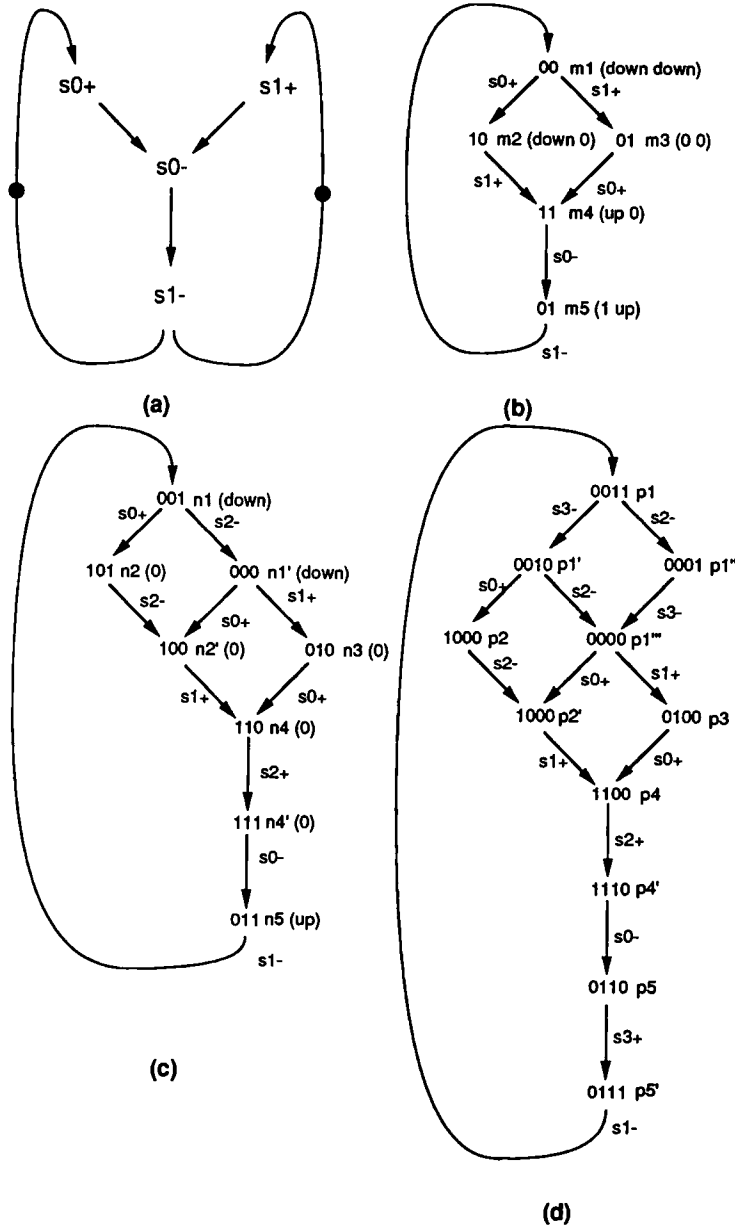 s0+
s1+
s0-
s1-
(a)
00 m1 (down down)
s0+
s1+
10 m2 (down 0)
01 m3 (0 0)
s1+
s0+
11 m4 (up 0)
s0-
01 m5 (1 up)
s1-
(b)
001 n1 (down)
s0+
s2-
101 n2 (0)
000 n1' (down)
s2-
s0+
s1+
100 n2' (0)
010 n3 (0)
s1+
s0+
110 n4 (0)
s2+
111 n4' (0)
s0-
011 n5 (up)
s1-
(c)
0011 p1
s3-
s2-
0010 p1'
0001 p1"
s0+
s2-
s3-
1000 p2
0000 p1"'
s2-
s0+
s1+
1000 p2'
0100 p3
s1+
s0+
1100 p4
s2+
1110 p4'
s0-
0110 p5
s3+
0111 p5'
s1-
(d)